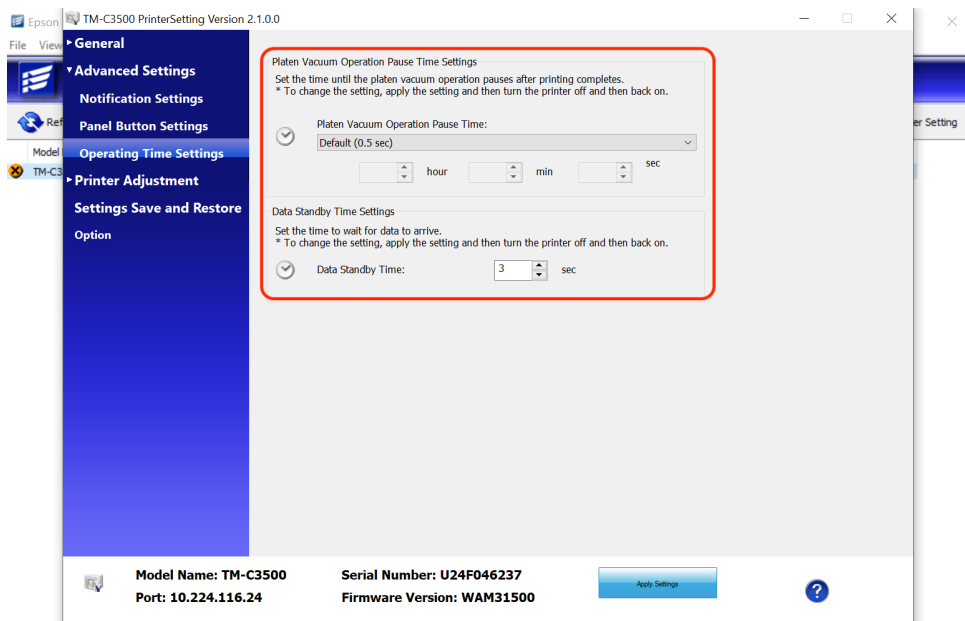 Epson
TM-C3500 PrinterSetting Version 2.1.0.0
File View
General
Advanced Settings
Notification Settings
Panel Button Settings
Operating Time Settings
Printer Adjustment
Settings Save and Restore
Option
Ref
Model
TM-C3
er Setting
Platen Vacuum Operation Pause Time Settings
Set the time until the platen vacuum operation pauses after printing completes.
* To change the setting, apply the setting and then turn the printer off and then back on.
Platen Vacuum Operation Pause Time:
Default (0.5 sec)
hour min sec
Data Standby Time Settings
Set the time to wait for data to arrive.
* To change the setting, apply the setting and then turn the printer off and then back on.
Data Standby Time: 3 sec
Model Name: TM-C3500 Serial Number: U24F046237
Port: 10.224.116.24 Firmware Version: WAM31500
Apply Settings
?